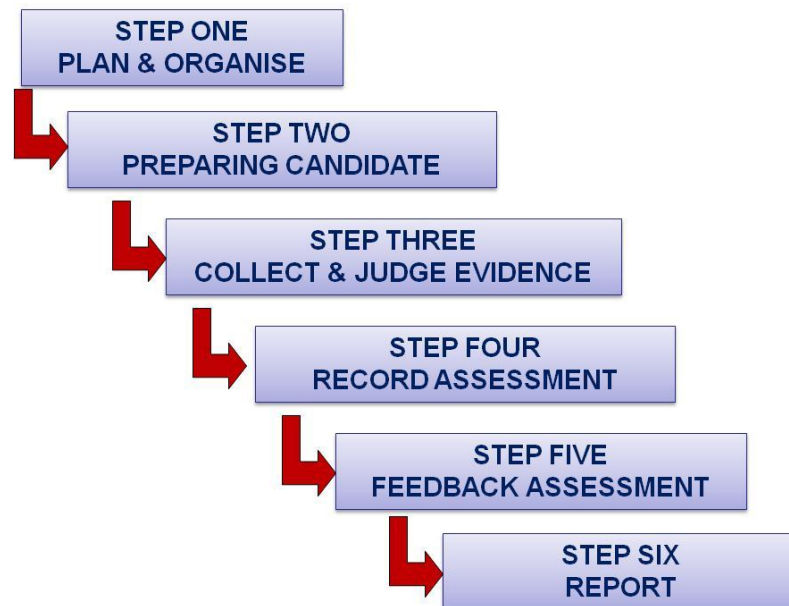 STEP ONE
PLAN & ORGANISE
STEP TWO
PREPARING CANDIDATE
STEP THREE
COLLECT & JUDGE EVIDENCE
STEP FOUR
RECORD ASSESSMENT
STEP FIVE
FEEDBACK ASSESSMENT
STEP SIX
REPORT